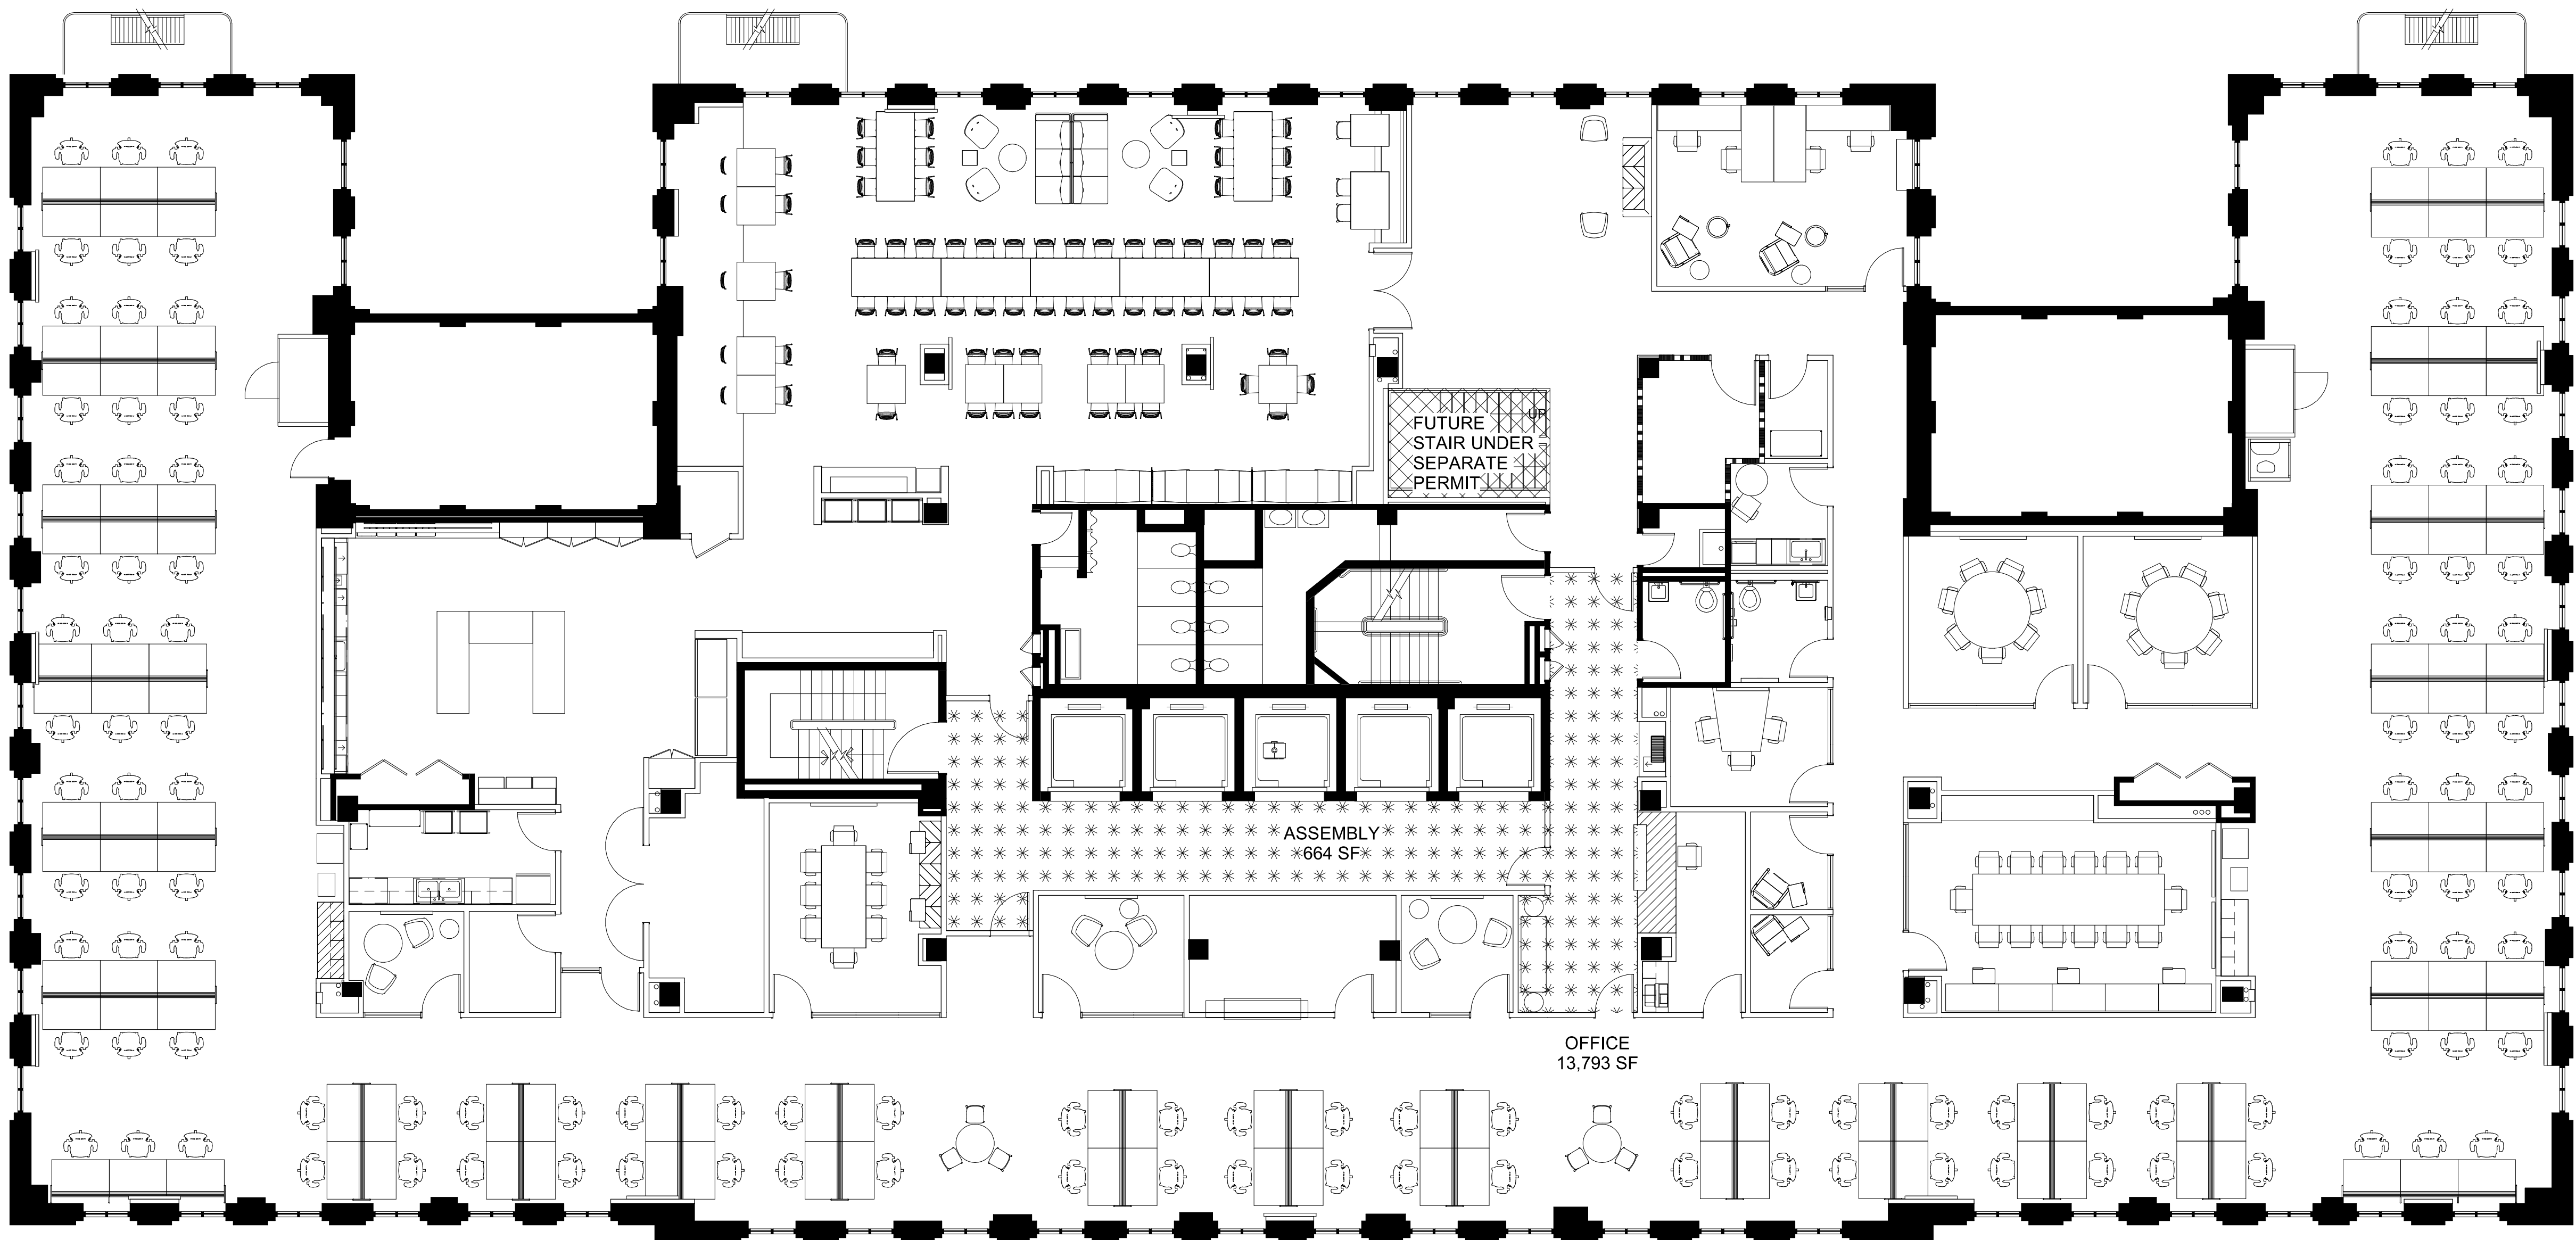 FUTURE
UP
STAIR UNDER
SEPARATE
PERMIT
ASSEMBLY
664 SF
OFFICE
13,793 SF